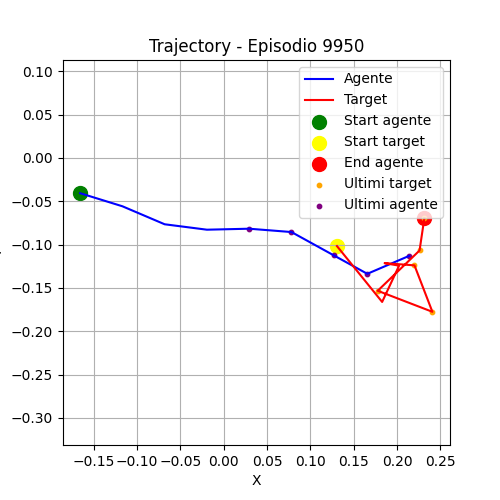 Trajectory - Episodio 9950
Agente
Target
Start agente
Start target
End agente
Ultimi target
Ultimi agente
0.10
0.05
0.00
−0.05
−0.10
−0.15
−0.20
−0.25
−0.30
−0.15 −0.10 −0.05 0.00 0.05 0.10 0.15 0.20 0.25
X